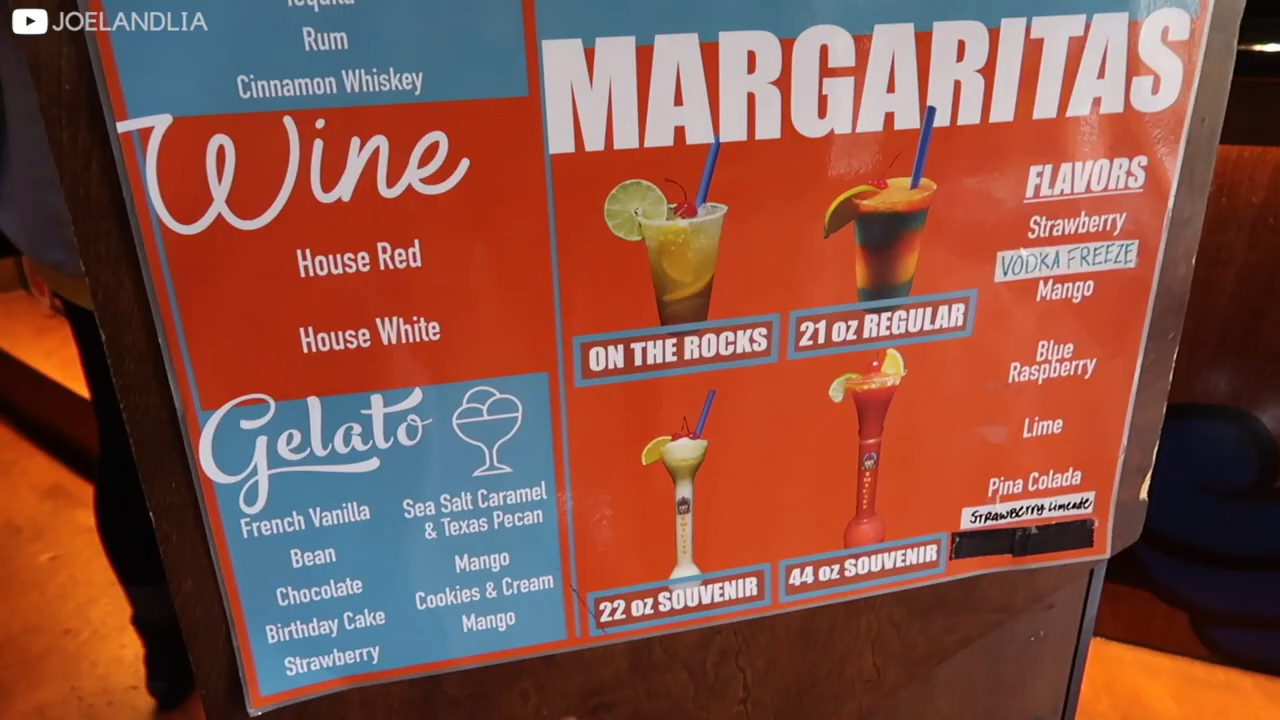 JOELANDLIA
Tequila
Rum
Cinnamon Whiskey
Wine
House Red
House White
Gelato
French Vanilla
Bean
Chocolate
Birthday Cake
Strawberry
Sea Salt Caramel
& Texas Pecan
Mango
Cookies & Cream
Mango
MARGARITAS
ON THE ROCKS
21 oz REGULAR
22 oz SOUVENIR
44 oz SOUVENIR
FLAVORS
Strawberry
VODKA FREEZE
Mango
Blue
Raspberry
Lime
Pina Colada
STRAWBERRY Limeade